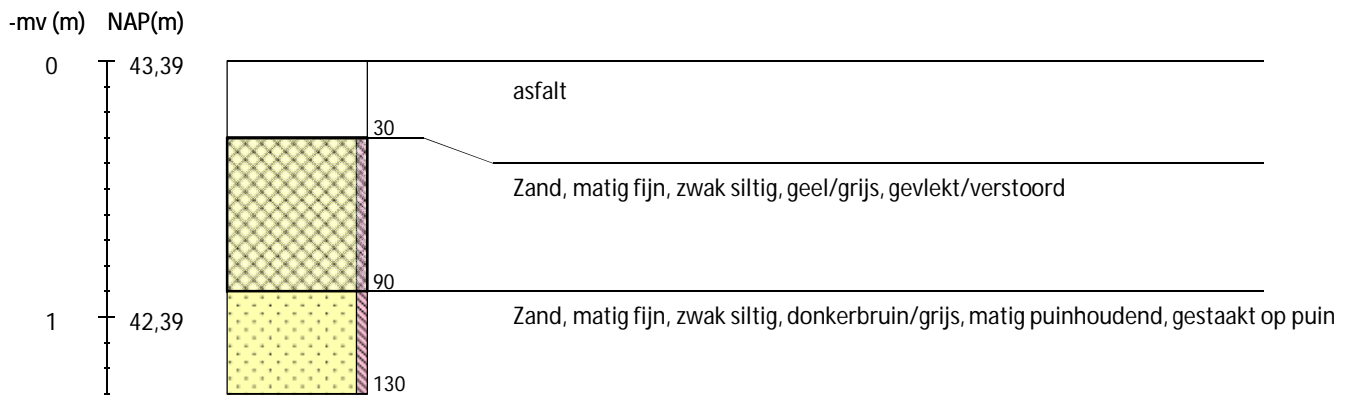 -mv (m) NAP(m)
0 43,39
asfalt
30
Zand, matig fijn, zwak siltig, geel/grijs, gevlekt/verstoord
90
1 42,39 Zand, matig fijn, zwak siltig, donkerbruin/grijs, matig puinhoudend, gestaakt op puin
130